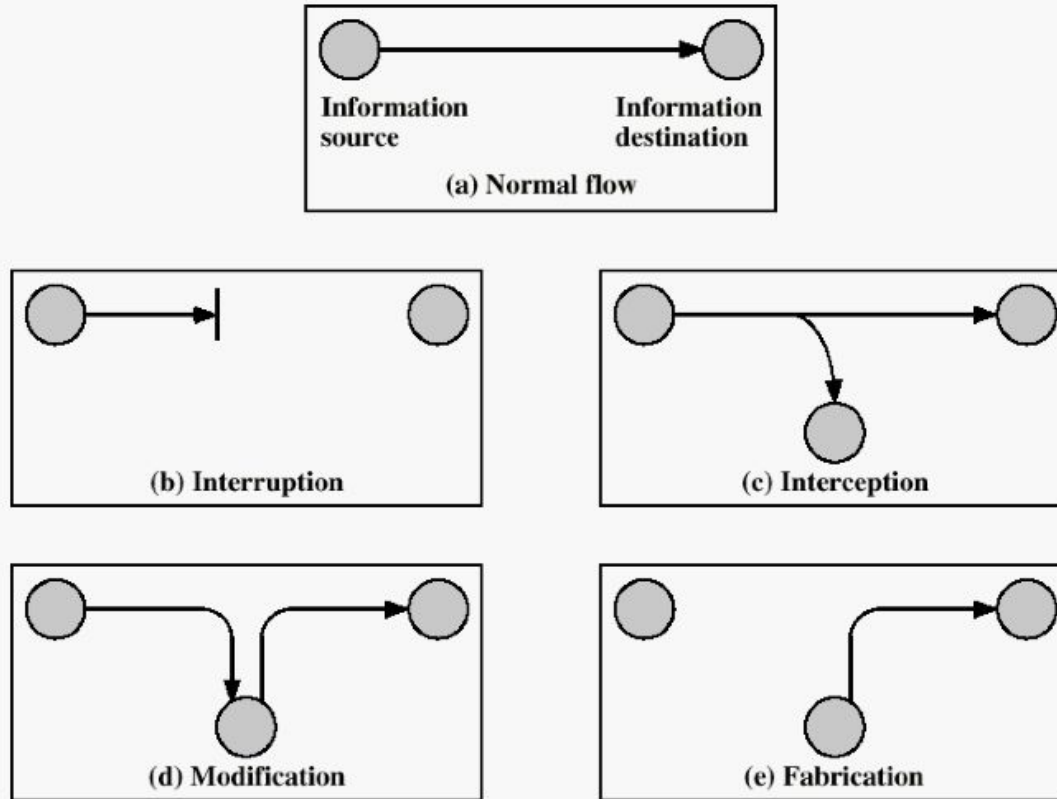 Information
source
Information
destination
(a) Normal flow
(b) Interruption
(c) Interception
(d) Modification
(e) Fabrication